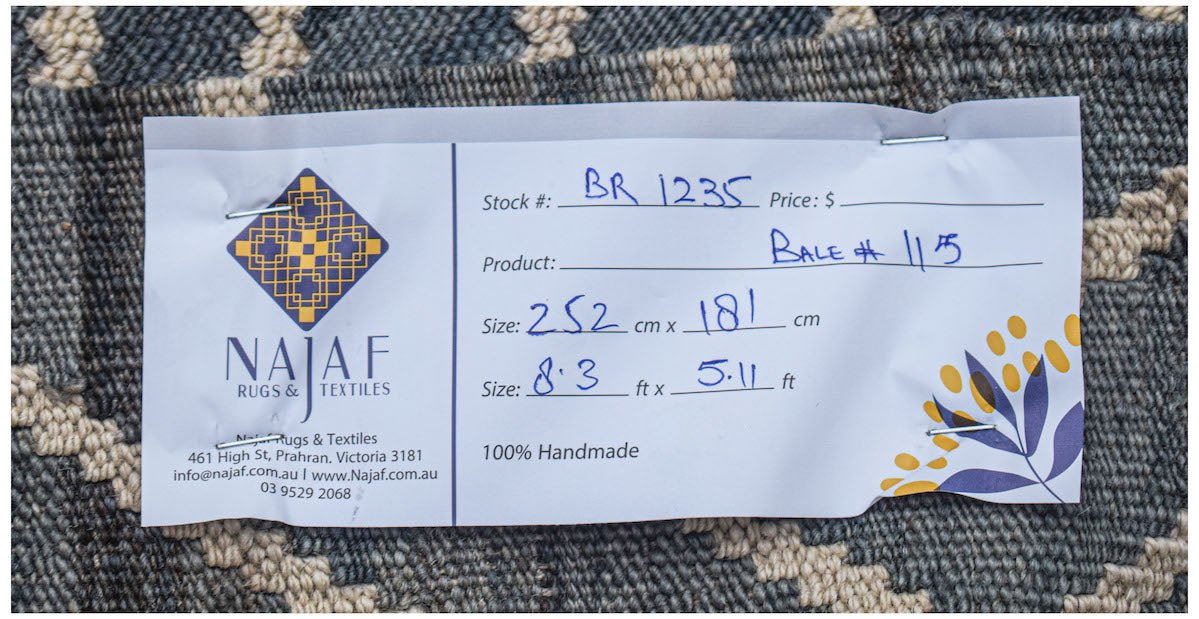 NAJAF
RUGS & TEXTILES
Najaf Rugs & Textiles
461 High St, Prahran. Victoria 3181
info@najaf.com.au I www.Najaf.com.au
03 9529 2068
Stock #: BR 1235 Price: $
Product: BALE # 115
Size: 252 cm x 181 cm
Size: 8.3 ft x 5.11 ft
100% Handmade